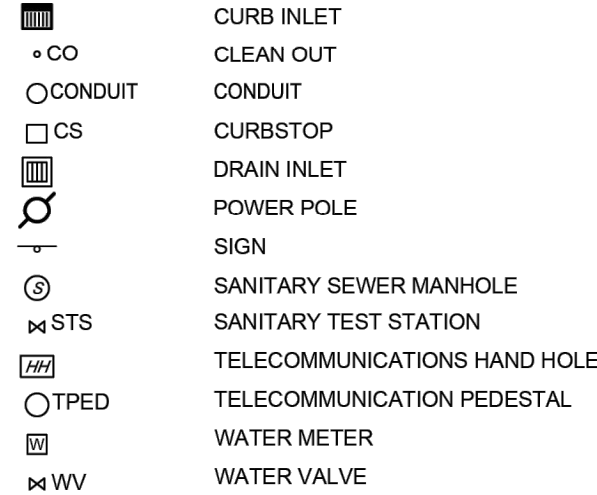 CURB INLET
CO CLEAN OUT
CONDUIT CONDUIT
CS CURBSTOP
DRAIN INLET
POWER POLE
SIGN
S SANITARY SEWER MANHOLE
STS SANITARY TEST STATION
HH TELECOMMUNICATIONS HAND HOLE
TPED TELECOMMUNICATION PEDESTAL
W WATER METER
WV WATER VALVE